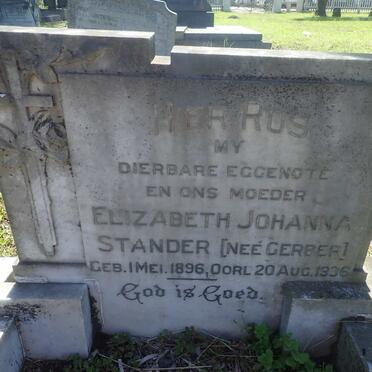 HIER RUS
MY
DIERBARE EGGENOTE
EN ONS MOEDER
ELIZABETH JOHANNA
STANDER [NEÉ GERBER]
GEB. 1 MEI. 1896, OORL 20 AUG. 1936
God is Goed.